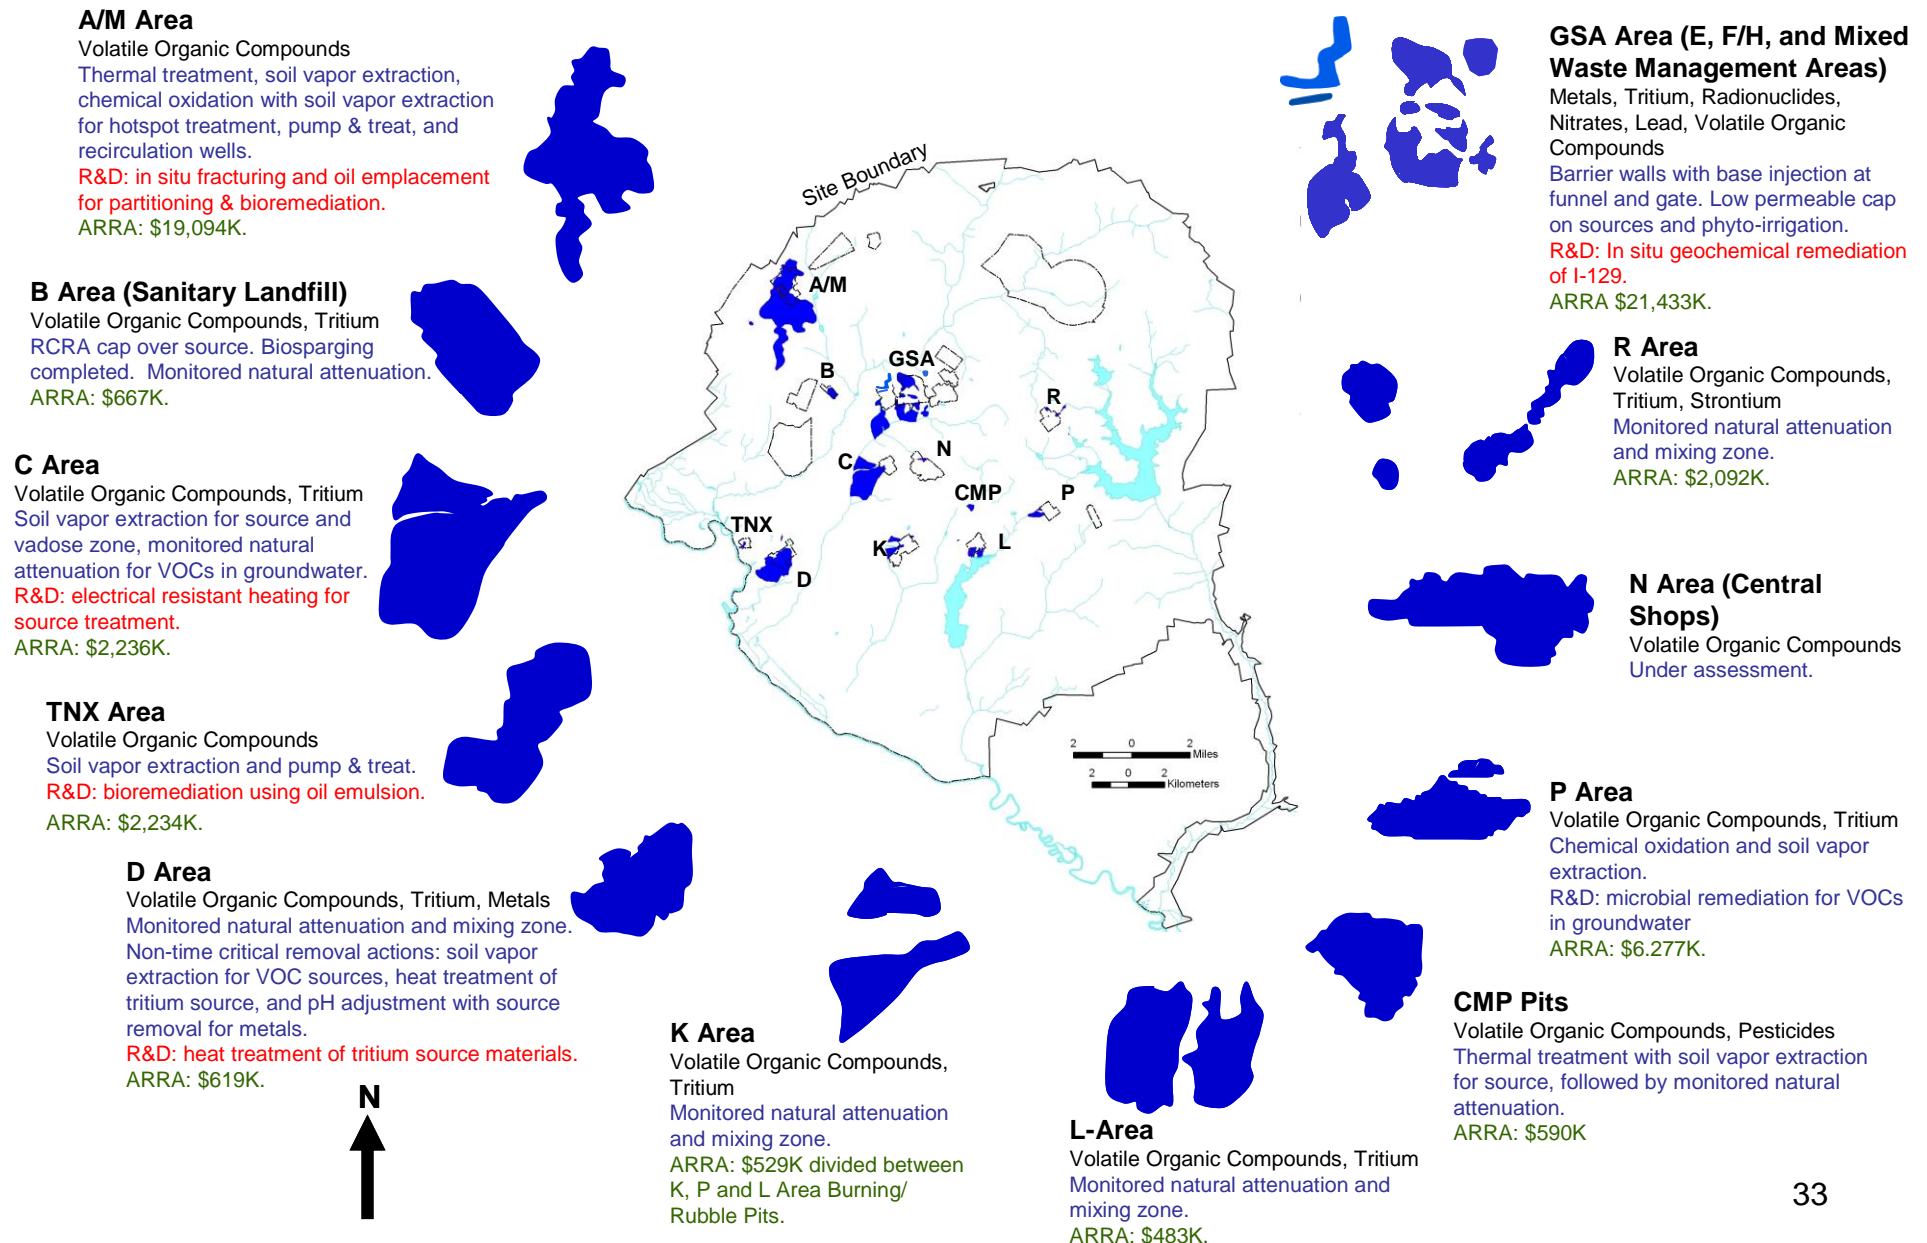 A/M Area
Volatile Organic Compounds
Thermal treatment, soil vapor extraction,
chemical oxidation with soil vapor extraction
for hotspot treatment, pump & treat, and
recirculation wells.
R&D: in situ fracturing and oil emplacement
for partitioning & bioremediation.
ARRA: $19,094K.
B Area (Sanitary Landfill)
Volatile Organic Compounds, Tritium
RCRA cap over source. Biosparging
completed. Monitored natural attenuation.
ARRA: $667K.
C Area
Volatile Organic Compounds, Tritium
Soil vapor extraction for source and
vadose zone, monitored natural
attenuation for VOCs in groundwater.
R&D: electrical resistant heating for
source treatment.
ARRA: $2,236K.
TNX Area
Volatile Organic Compounds
Soil vapor extraction and pump & treat.
R&D: bioremediation using oil emulsion.
ARRA: $2,234K.
D Area
Volatile Organic Compounds, Tritium, Metals
Monitored natural attenuation and mixing zone.
Non-time critical removal actions: soil vapor
extraction for VOC sources, heat treatment of
tritium source, and pH adjustment with source
removal for metals.
R&D: heat treatment of tritium source materials.
ARRA: $619K.
N
Site Boundary
A/M
B
GSA
R
N
C
CMP
P
TNX
K
L
D
2 0 2
Miles
2 0 2
Kilometers
K Area
Volatile Organic Compounds,
Tritium
Monitored natural attenuation
and mixing zone.
ARRA: $529K divided between
K, P and L Area Burning/
Rubble Pits.
L-Area
Volatile Organic Compounds, Tritium
Monitored natural attenuation and
mixing zone.
ARRA: $483K.
GSA Area (E, F/H, and Mixed
Waste Management Areas)
Metals, Tritium, Radionuclides,
Nitrates, Lead, Volatile Organic
Compounds
Barrier walls with base injection at
funnel and gate. Low permeable cap
on sources and phyto-irrigation.
R&D: In situ geochemical remediation
of I-129.
ARRA $21,433K.
R Area
Volatile Organic Compounds,
Tritium, Strontium
Monitored natural attenuation
and mixing zone.
ARRA: $2,092K.
N Area (Central
Shops)
Volatile Organic Compounds
Under assessment.
P Area
Volatile Organic Compounds, Tritium
Chemical oxidation and soil vapor
extraction.
R&D: microbial remediation for VOCs
in groundwater
ARRA: $6.277K.
CMP Pits
Volatile Organic Compounds, Pesticides
Thermal treatment with soil vapor extraction
for source, followed by monitored natural
attenuation.
ARRA: $590K
33